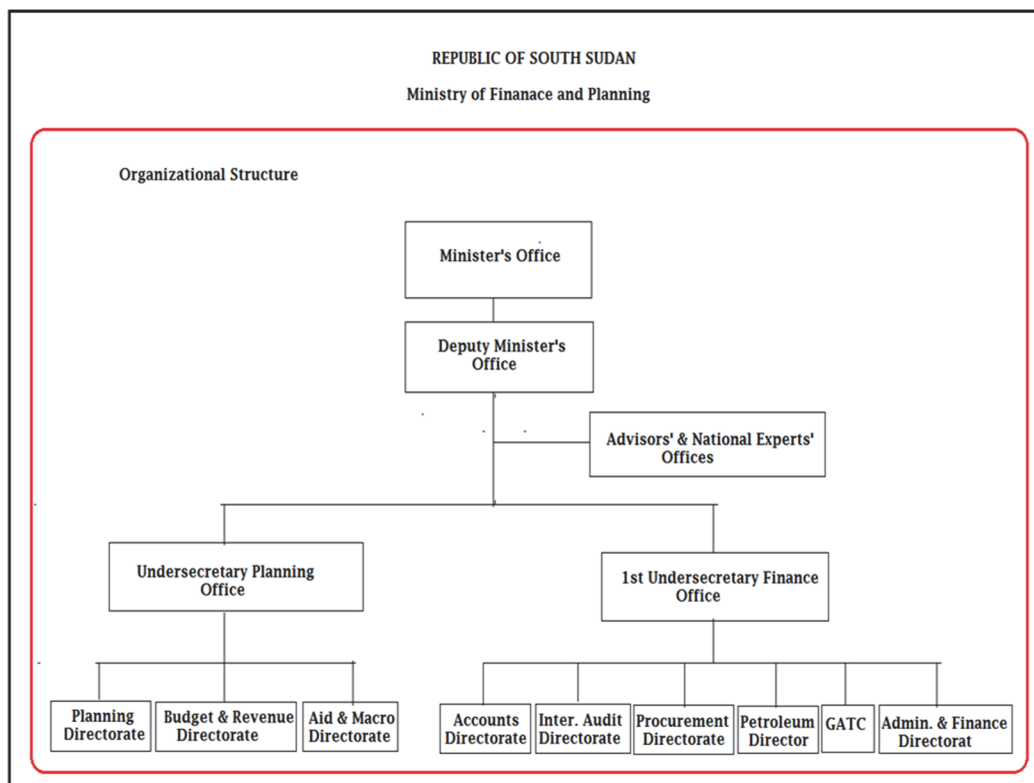 REPUBLIC OF SOUTH SUDAN
Ministry of Finanace and Planning
Organizational Structure
Minister's Office
Deputy Minister's
Office
Advisors' & National Experts'
Offices
Undersecretary Planning
Office
1st Undersecretary Finance
Office
Planning
Directorate
Budget & Revenue
Directorate
Aid & Macro
Directorate
Accounts
Directorate
Inter. Audit
Directorate
Procurement
Directorate
Petroleum
Director
GATC
Admin. & Finance
Directorat